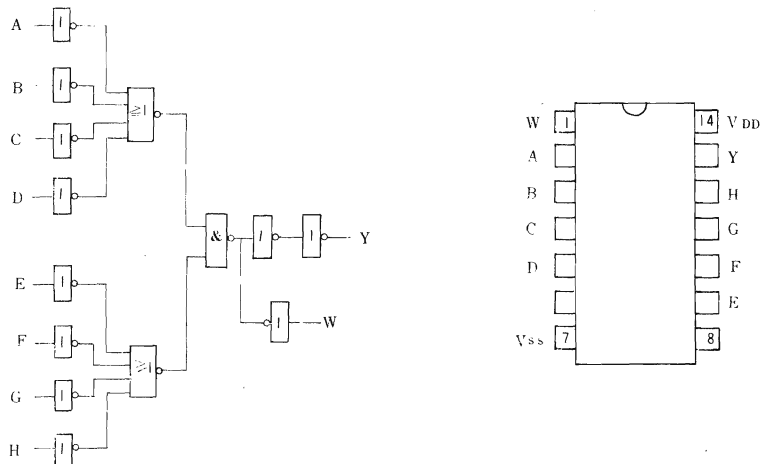 A 1
B 1
C 1
D 1
≥1
& 1 1 Y
1 W
E 1
F 1
≥1
G 1
H 1
W 1 14 VDD
A Y
B H
C G
D F
E
Vss 7 8